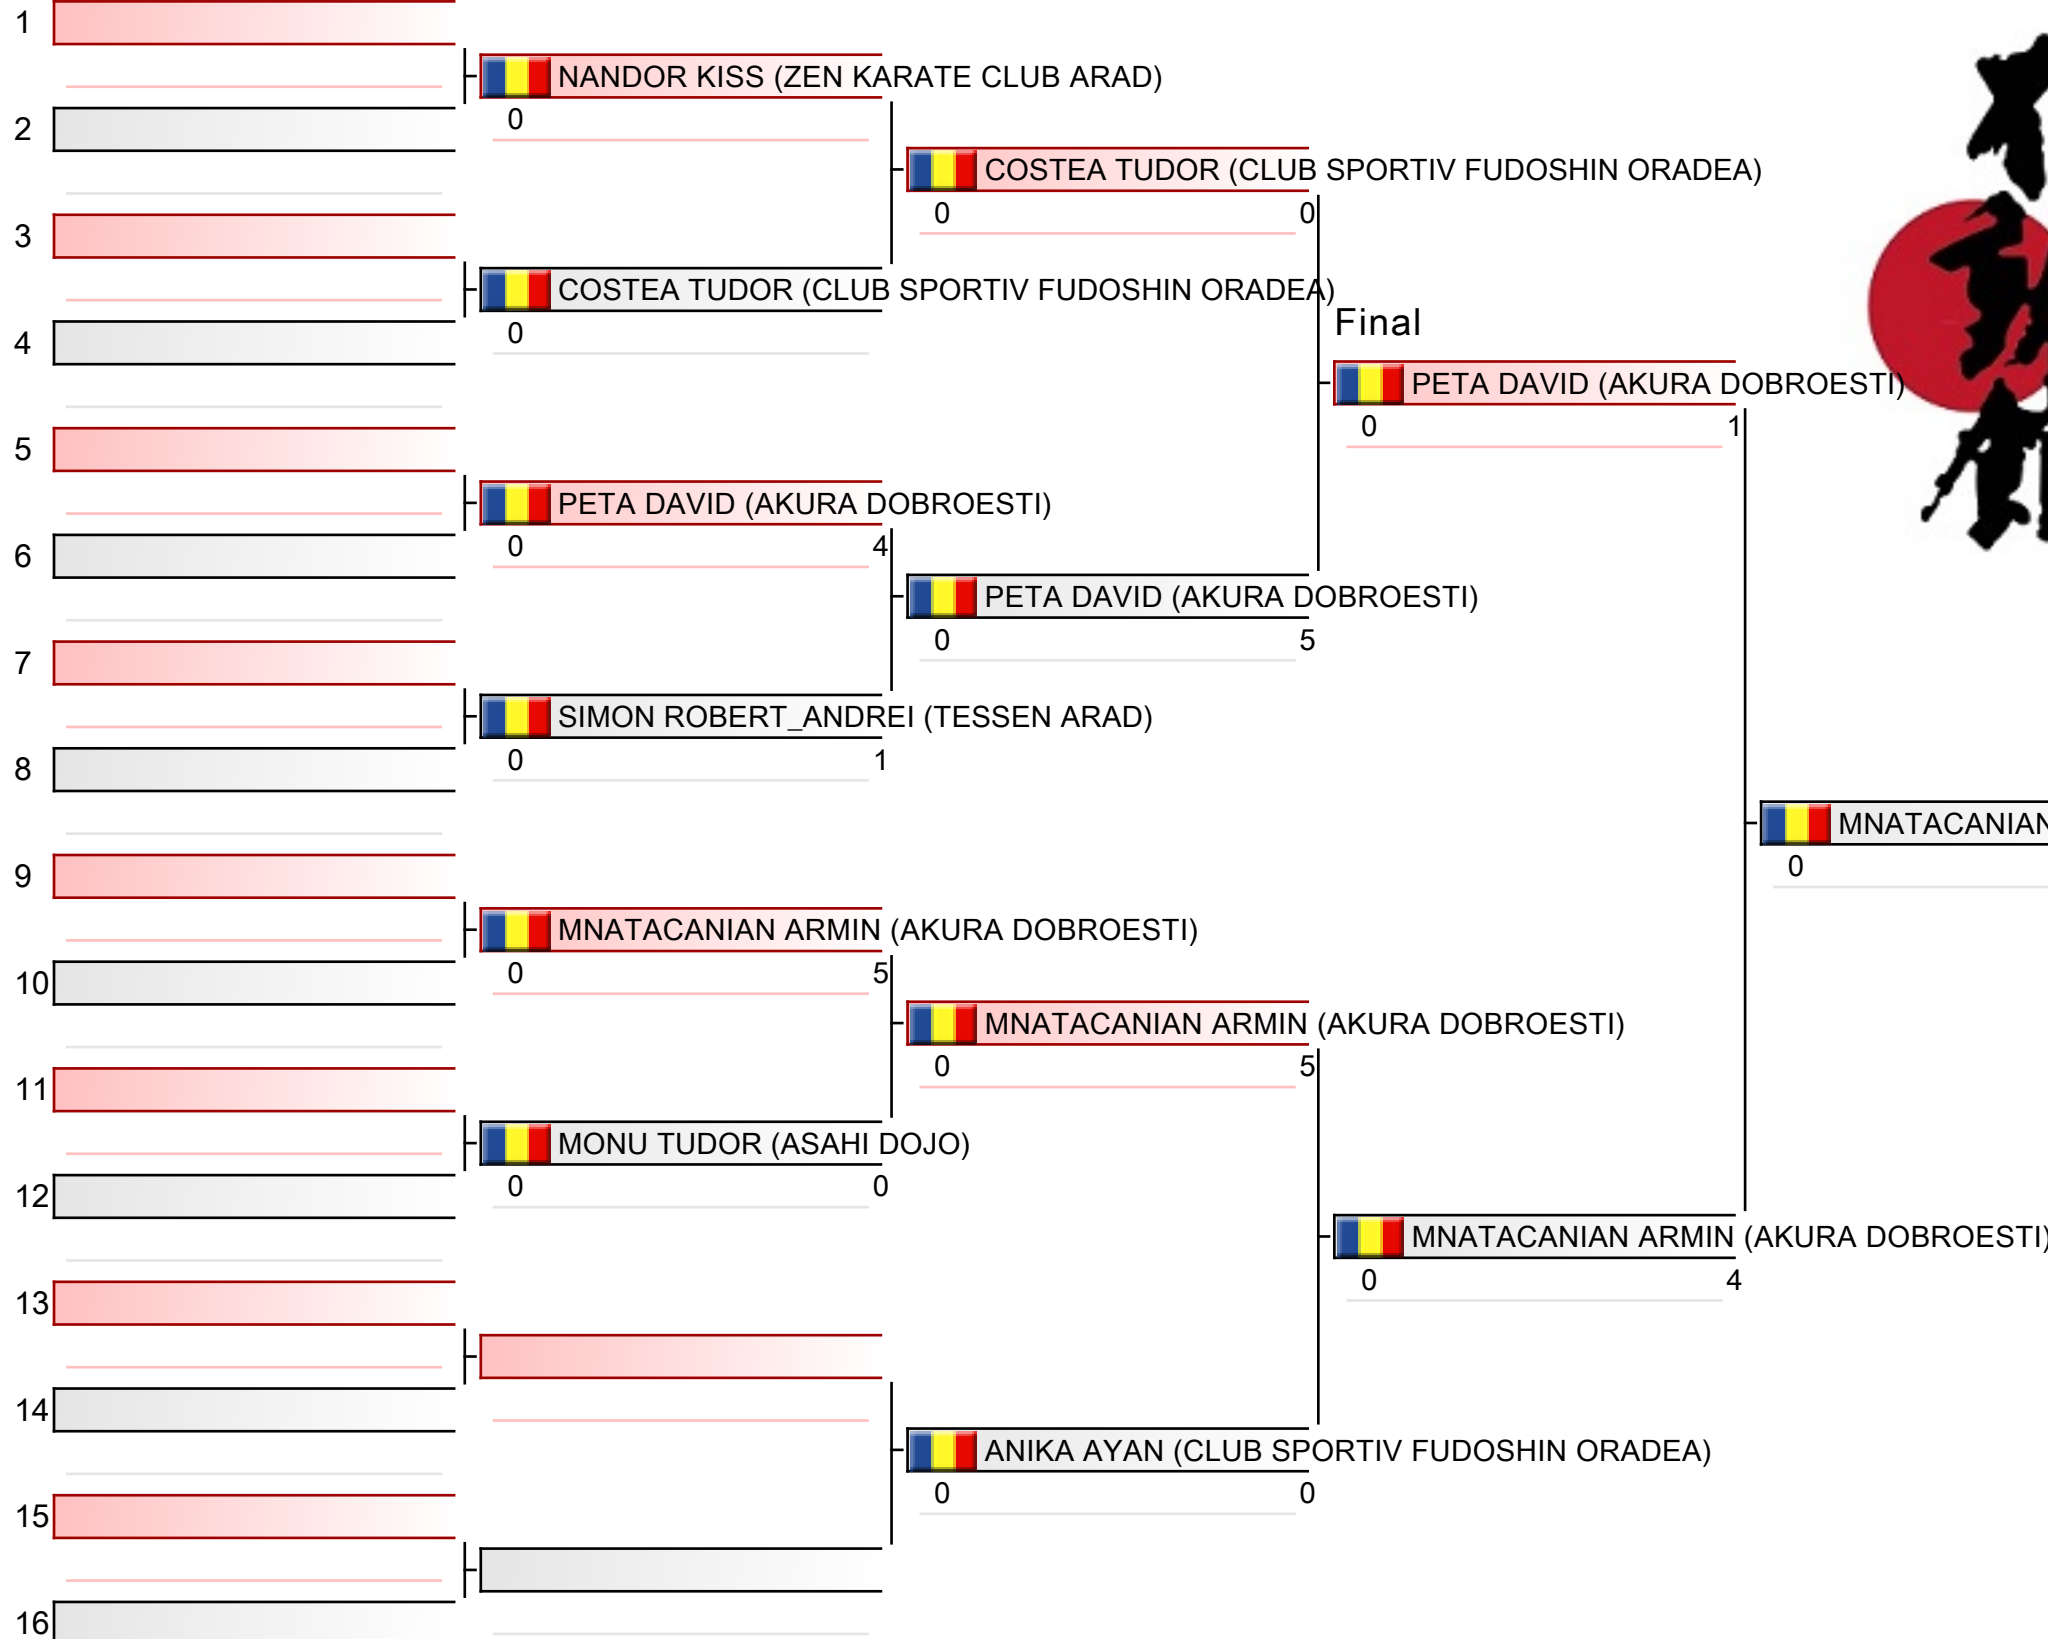 1
NANDOR KISS (ZEN KARATE CLUB ARAD)
0
2
COSTEA TUDOR (CLUB SPORTIV FUDOSHIN ORADEA)
0 0
3
COSTEA TUDOR (CLUB SPORTIV FUDOSHIN ORADEA)
0
4
Final
PETA DAVID (AKURA DOBROESTI)
0 1
5
PETA DAVID (AKURA DOBROESTI)
0 4
6
PETA DAVID (AKURA DOBROESTI)
0 5
7
SIMON ROBERT_ANDREI (TESSEN ARAD)
0 1
8
MNATACANIAN
0
9
MNATACANIAN ARMIN (AKURA DOBROESTI)
0 5
10
MNATACANIAN ARMIN (AKURA DOBROESTI)
0 5
11
MONU TUDOR (ASAHI DOJO)
0 0
12
MNATACANIAN ARMIN (AKURA DOBROESTI)
0 4
13
14
ANIKA AYAN (CLUB SPORTIV FUDOSHIN ORADEA)
0 0
15
16